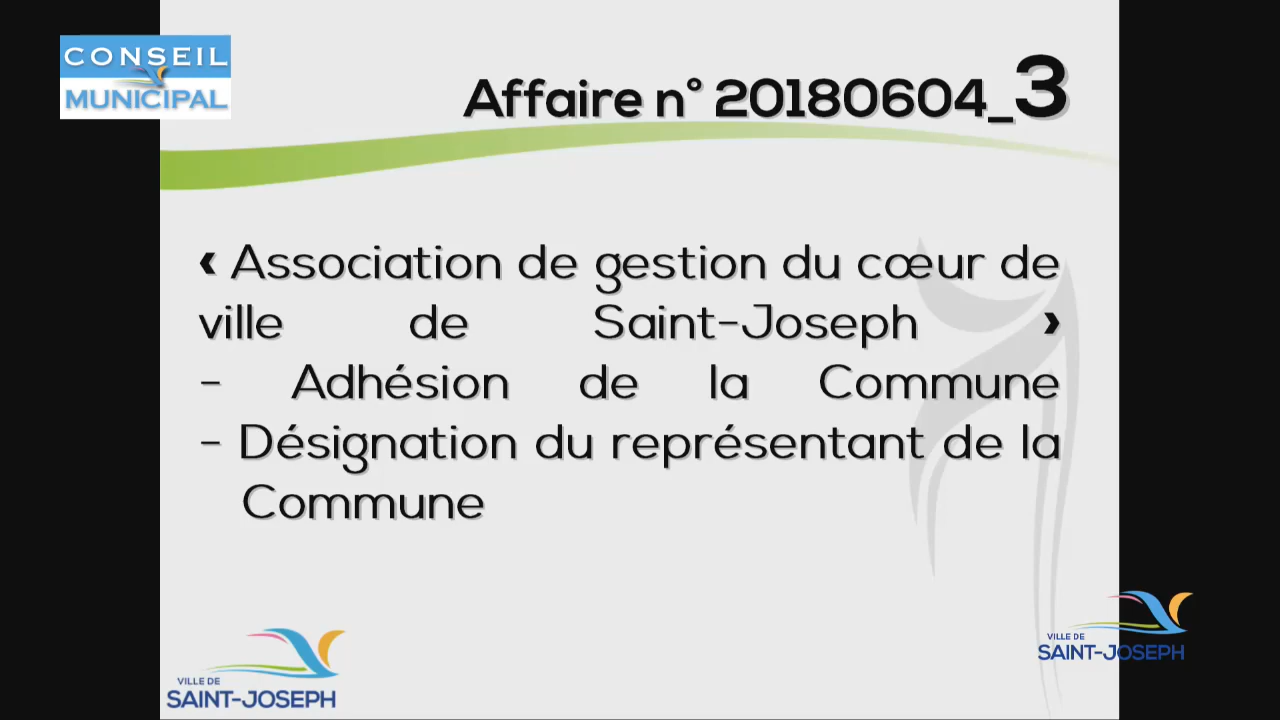 CONSEIL
MUNICIPAL
Affaire n° 20180604_3
‹ Association de gestion du cœur de
ville de Saint-Joseph ›
- Adhésion de la Commune
- Désignation du représentant de la
Commune
VILLE DE
SAINT-JOSEPH
VILLE DE
SAINT-JOSEPH